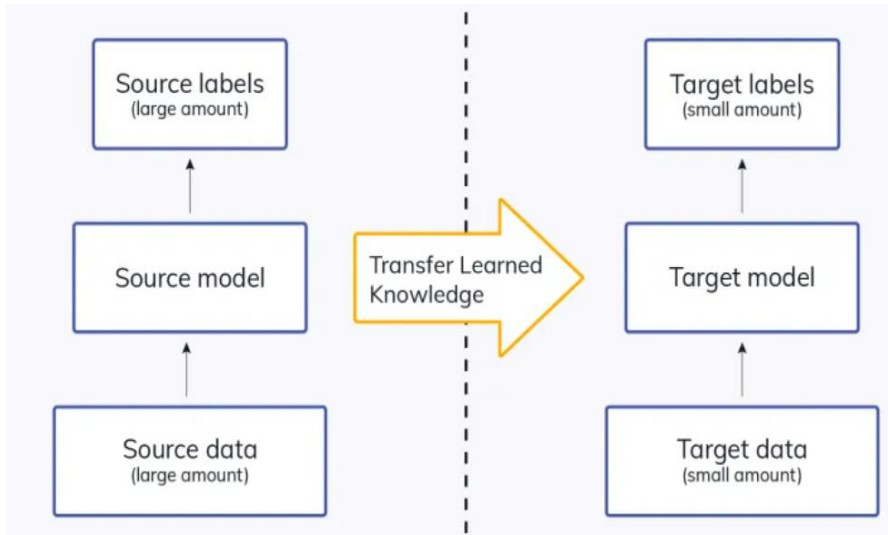 Source labels
(large amount)
Target labels
(small amount)
Source model
Transfer Learned
Knowledge
Target model
Source data
(large amount)
Target data
(small amount)